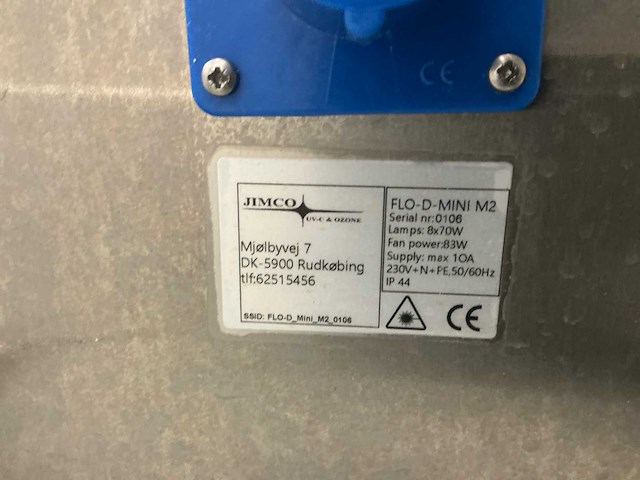 CE
JIMCO
UV-C & OZONE
Mjølbyvej 7
DK-5900 Rudkøbing
tlf:62515456
SSID: FLO-D_Mini_M2_0106
FLO-D-MINI M2
Serial nr:0106
Lamps: 8x70W
Fan power:83W
Supply: max 10A
230V+N+PE,50/60Hz
IP 44
CE